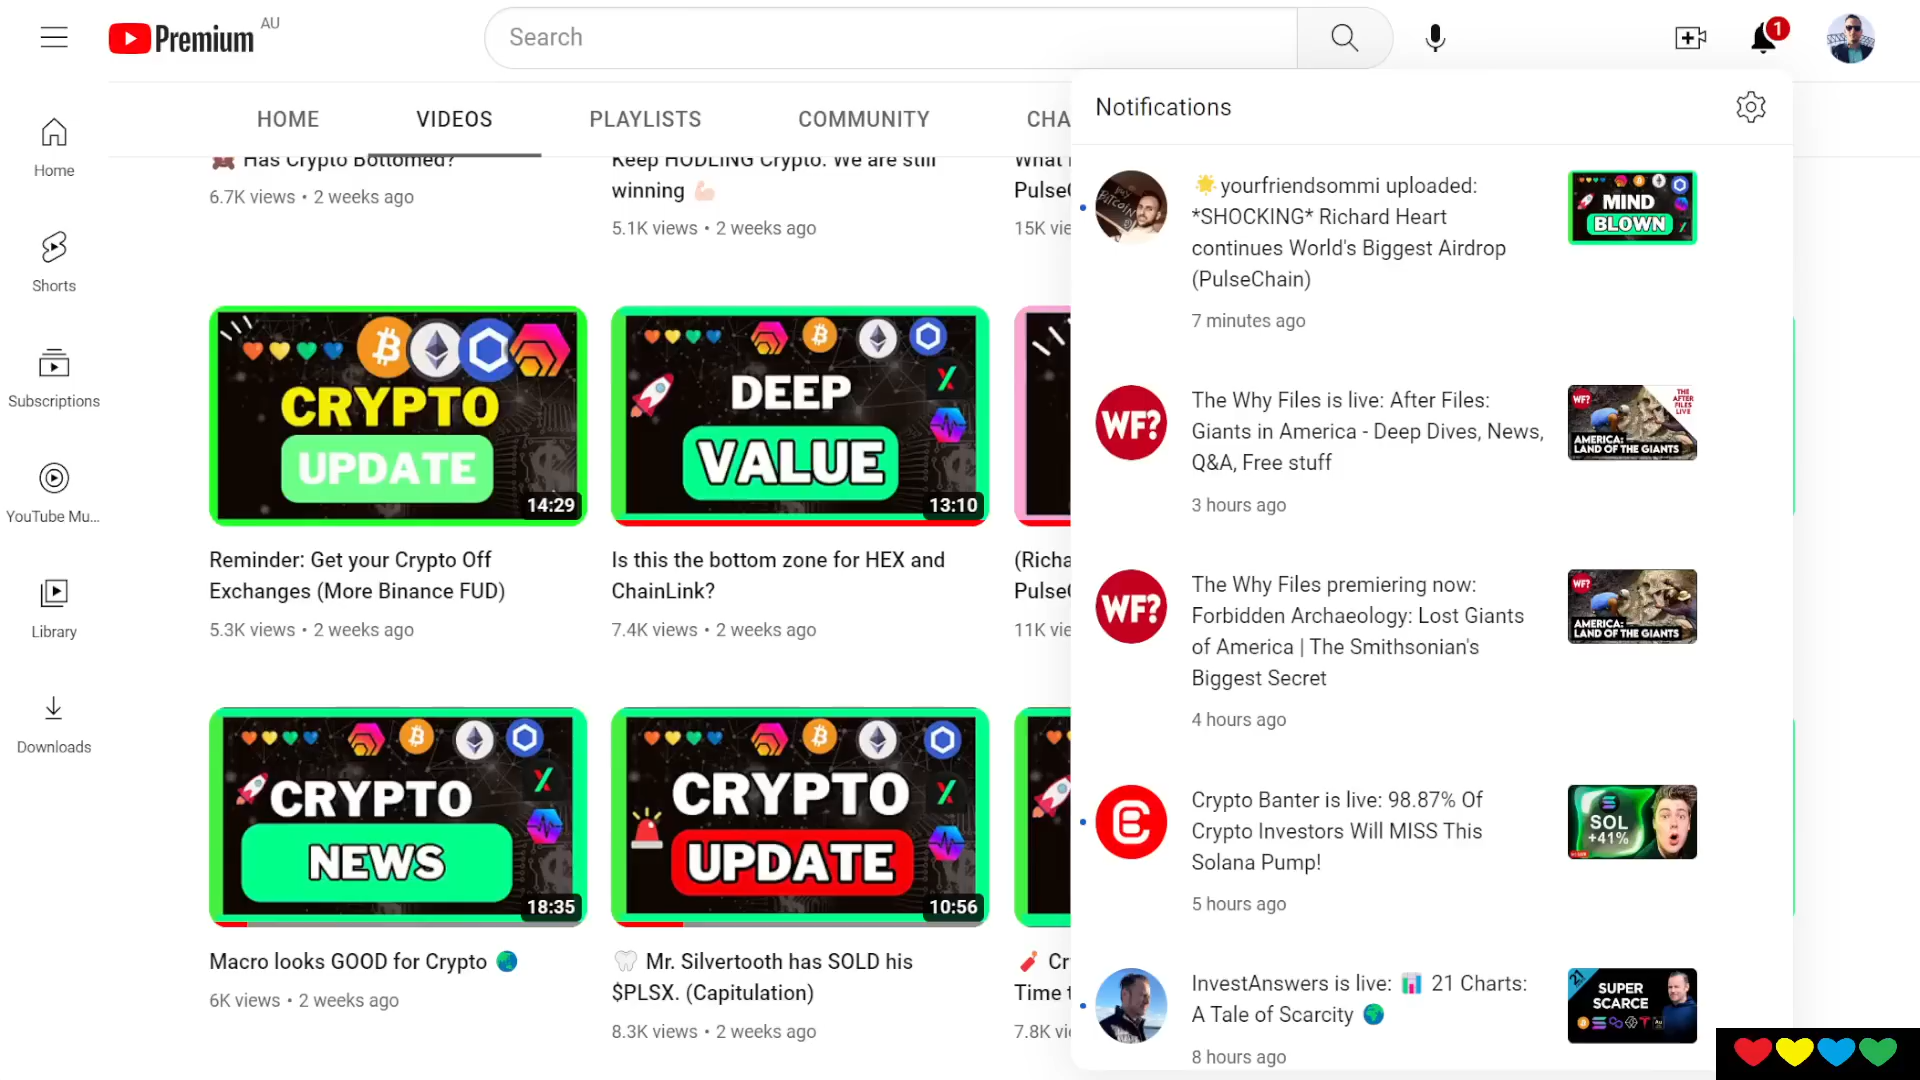 Premium AU
Search
1
Home
Shorts
Subscriptions
YouTube Mu...
Library
Downloads
HOME VIDEOS PLAYLISTS COMMUNITY CHA
Has Crypto Bottomed?
6.7K views • 2 weeks ago
Keep HODLING Crypto. We are still
winning
5.1K views • 2 weeks ago
What
Pulse
15K vie
CRYPTO
UPDATE
14:29
Reminder: Get your Crypto Off
Exchanges (More Binance FUD)
5.3K views • 2 weeks ago
DEEP
VALUE
13:10
Is this the bottom zone for HEX and
ChainLink?
7.4K views • 2 weeks ago
(Richa
Pulse
11K vie
CRYPTO
NEWS
18:35
Macro looks GOOD for Crypto
6K views • 2 weeks ago
CRYPTO
UPDATE
10:56
Mr. Silvertooth has SOLD his
$PLSX. (Capitulation)
8.3K views • 2 weeks ago
Cr
Time t
7.8K vi
Notifications
BITCOIN
yourfriendsommi uploaded:
*SHOCKING* Richard Heart
continues World's Biggest Airdrop
(PulseChain)
7 minutes ago
MIND
BLOWN
WF?
The Why Files is live: After Files:
Giants in America - Deep Dives, News,
Q&A, Free stuff
3 hours ago
WF?
THE
AFTER
FILES
LIVE
AMERICA:
LAND OF THE GIANTS
WF?
The Why Files premiering now:
Forbidden Archaeology: Lost Giants
of America | The Smithsonian's
Biggest Secret
4 hours ago
WF?
AMERICA:
LAND OF THE GIANTS
Crypto Banter is live: 98.87% Of
Crypto Investors Will MISS This
Solana Pump!
5 hours ago
SOL
+41%
InvestAnswers is live: 21 Charts:
A Tale of Scarcity
8 hours ago
21
SUPER
SCARCE
Au